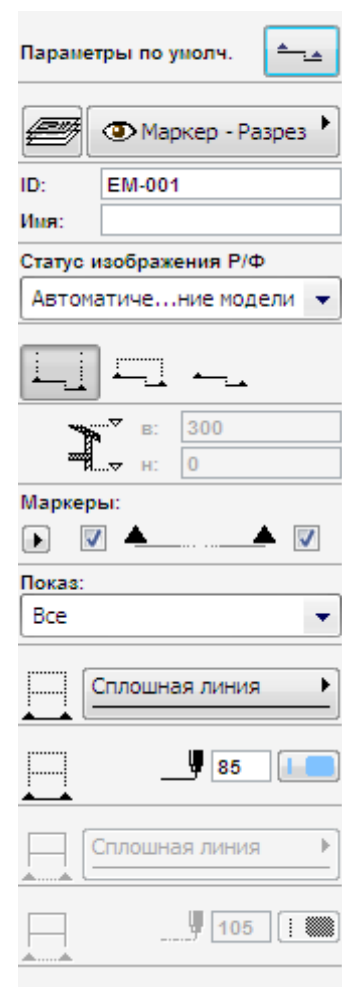 Параметры по умолч.
Маркер - Разрез
ID: EM-001
Имя:
Статус изображения Р/Ф
Автоматиче...ние модели
в: 300
н: 0
Маркеры:
Показ:
Все
Сплошная линия
85
Сплошная линия
105